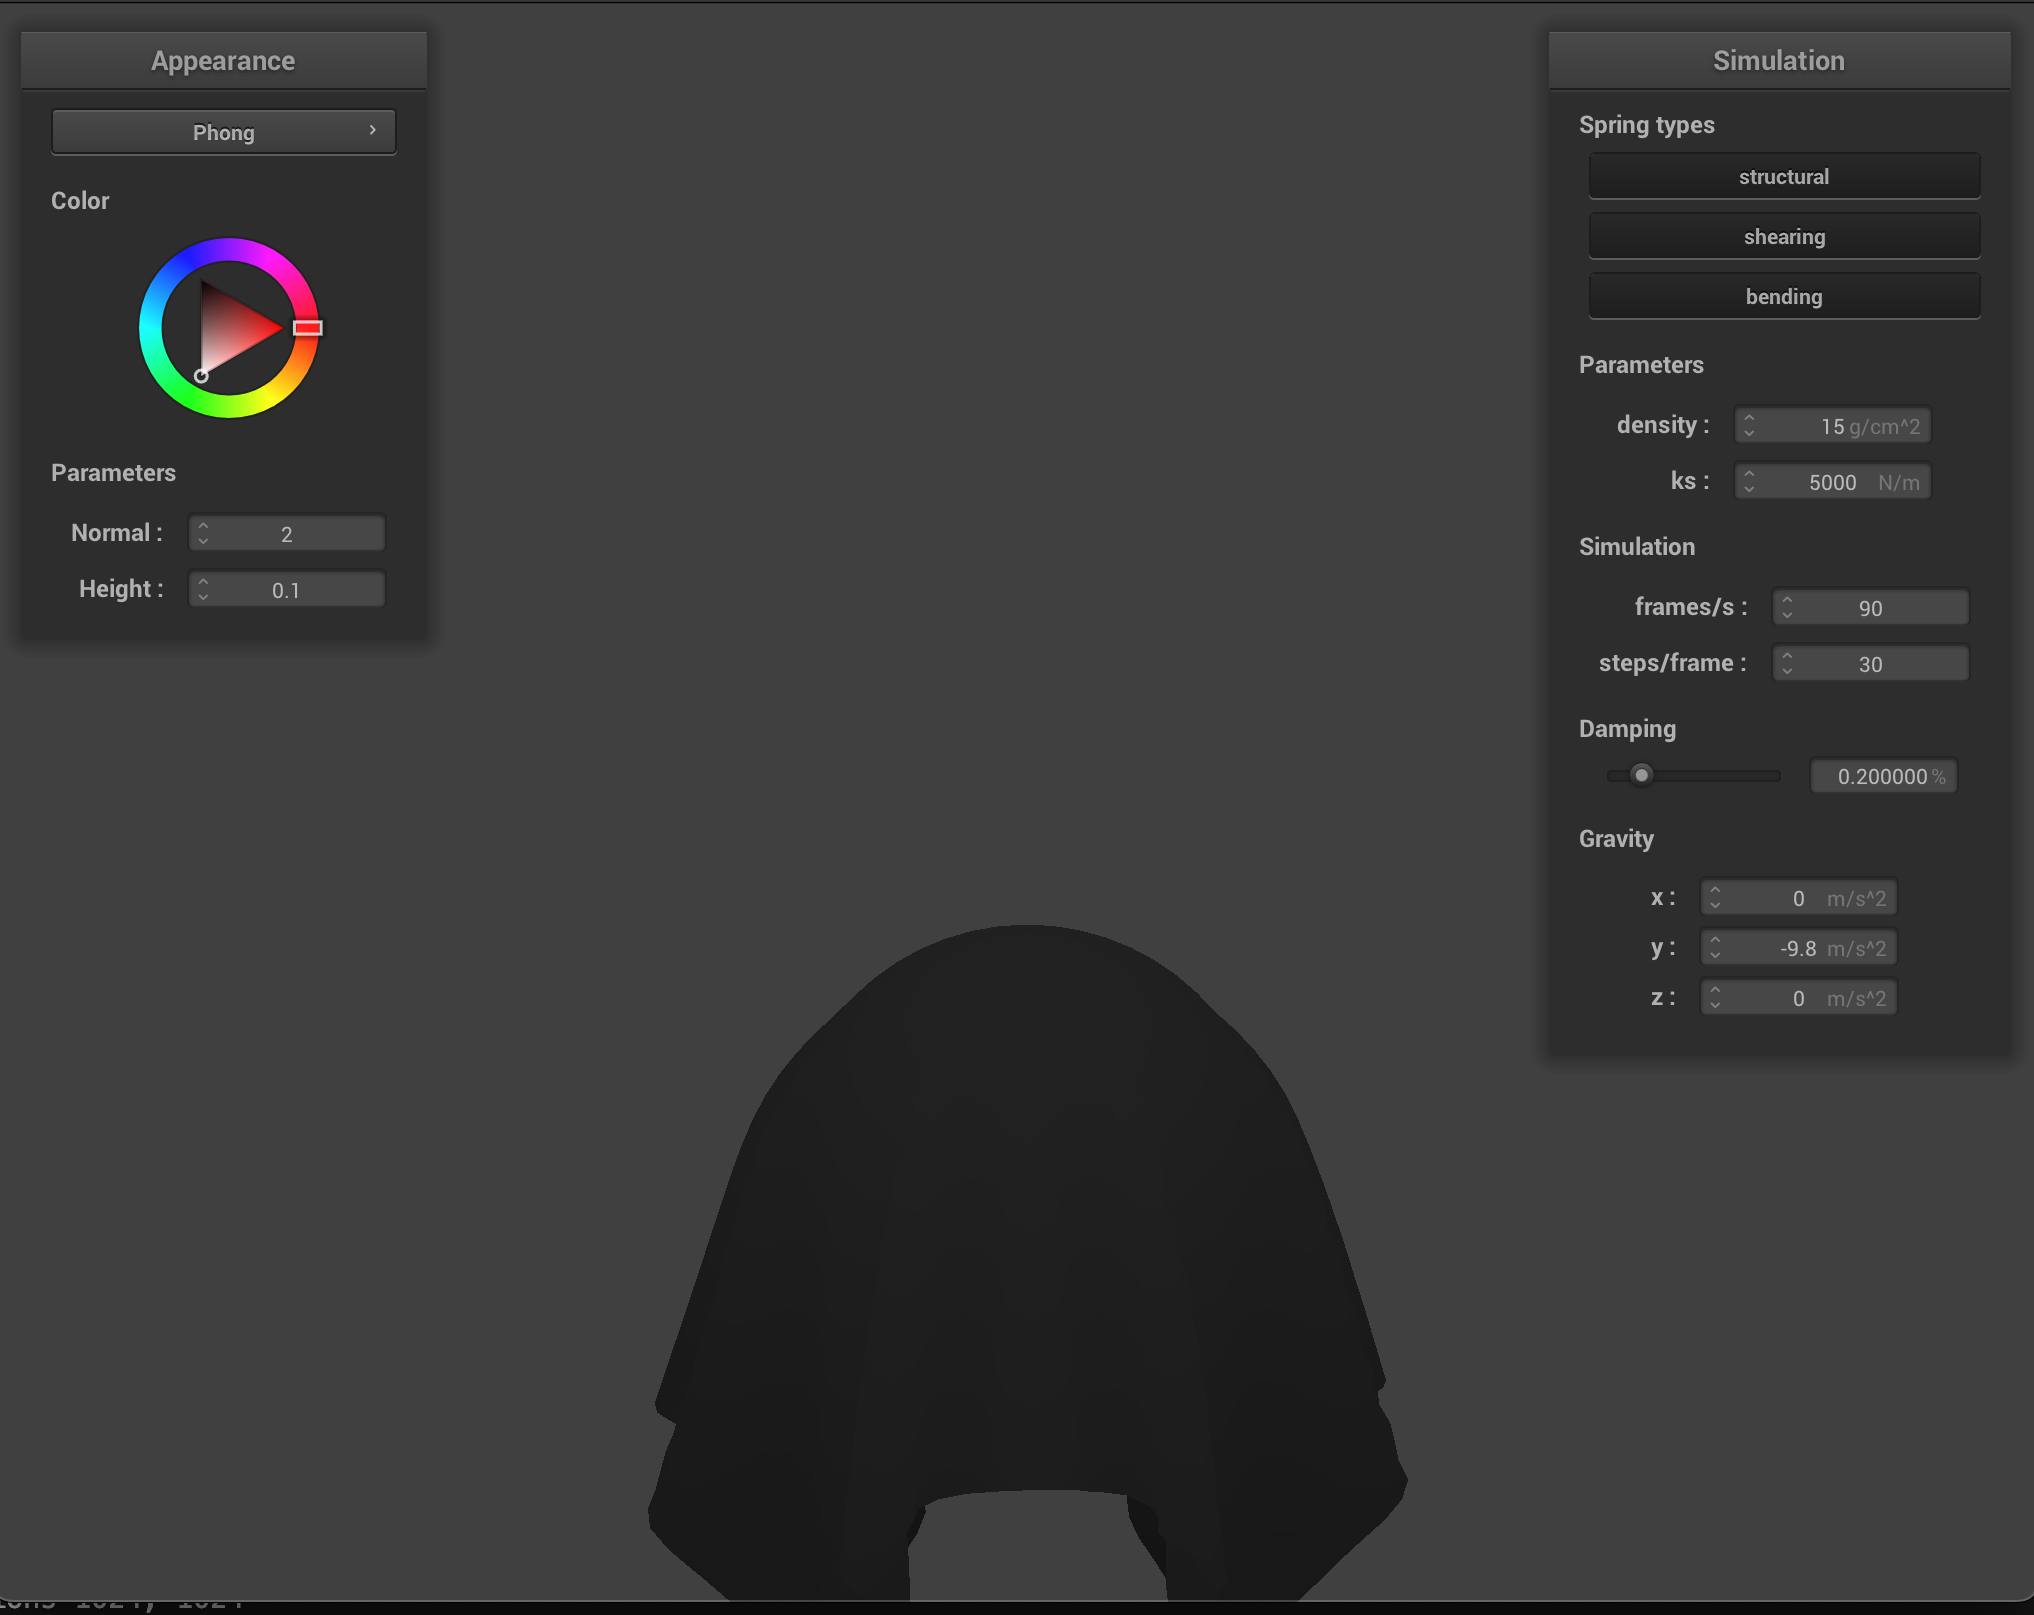 Appearance
Phong
Color
Parameters
Normal : 2
Height : 0.1
Simulation
Spring types
structural
shearing
bending
Parameters
density : 15 g/cm^2
ks : 5000 N/m
Simulation
frames/s : 90
steps/frame : 30
Damping
0.200000 %
Gravity
x : 0 m/s^2
y : -9.8 m/s^2
z : 0 m/s^2